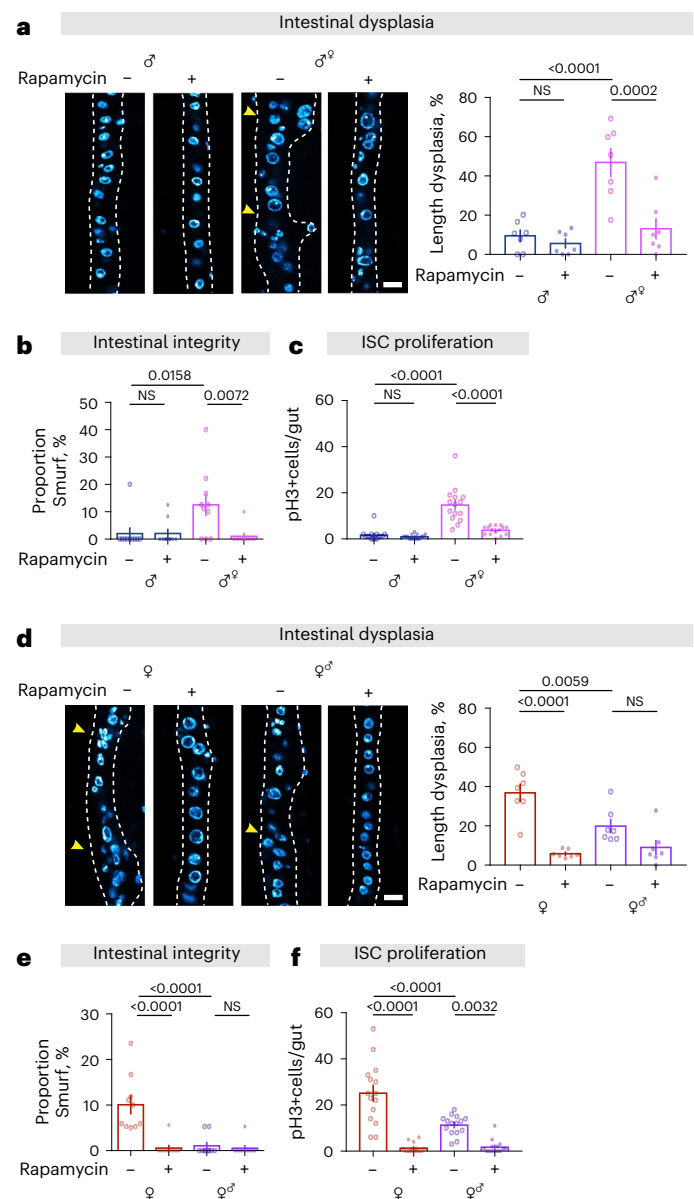 a
Intestinal dysplasia
♂ ♂♀
Rapamycin − + − +
Length dysplasia, %
80
60
40
20
0
<0.0001
NS 0.0002
Rapamycin − + − +
♂ ♂♀
b
Intestinal integrity
Proportion
Smurf, %
50
40
30
20
10
0
0.0158
NS 0.0072
Rapamycin − + − +
♂ ♂♀
c
ISC proliferation
pH3+cells/gut
60
40
20
0
<0.0001
NS <0.0001
− + − +
♂ ♂♀
d
Intestinal dysplasia
♀ ♀♂
Rapamycin − + − +
Length dysplasia, %
80
60
40
20
0
0.0059
<0.0001 NS
Rapamycin − + − +
♀ ♀♂
e
Intestinal integrity
Proportion
Smurf, %
30
20
10
0
<0.0001
<0.0001 NS
Rapamycin − + − +
♀ ♀♂
f
ISC proliferation
pH3+cells/gut
60
40
20
0
<0.0001
<0.0001 0.0032
− + − +
♀ ♀♂